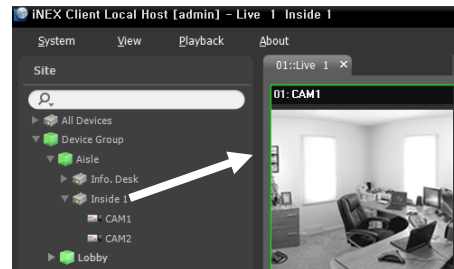 iNEX Client Local Host [admin] - Live 1 Inside 1
System View Playback About
Site
01::Live 1 ×
01: CAM1
All Devices
Device Group
Aisle
Info. Desk
Inside 1
CAM1
CAM2
Lobby